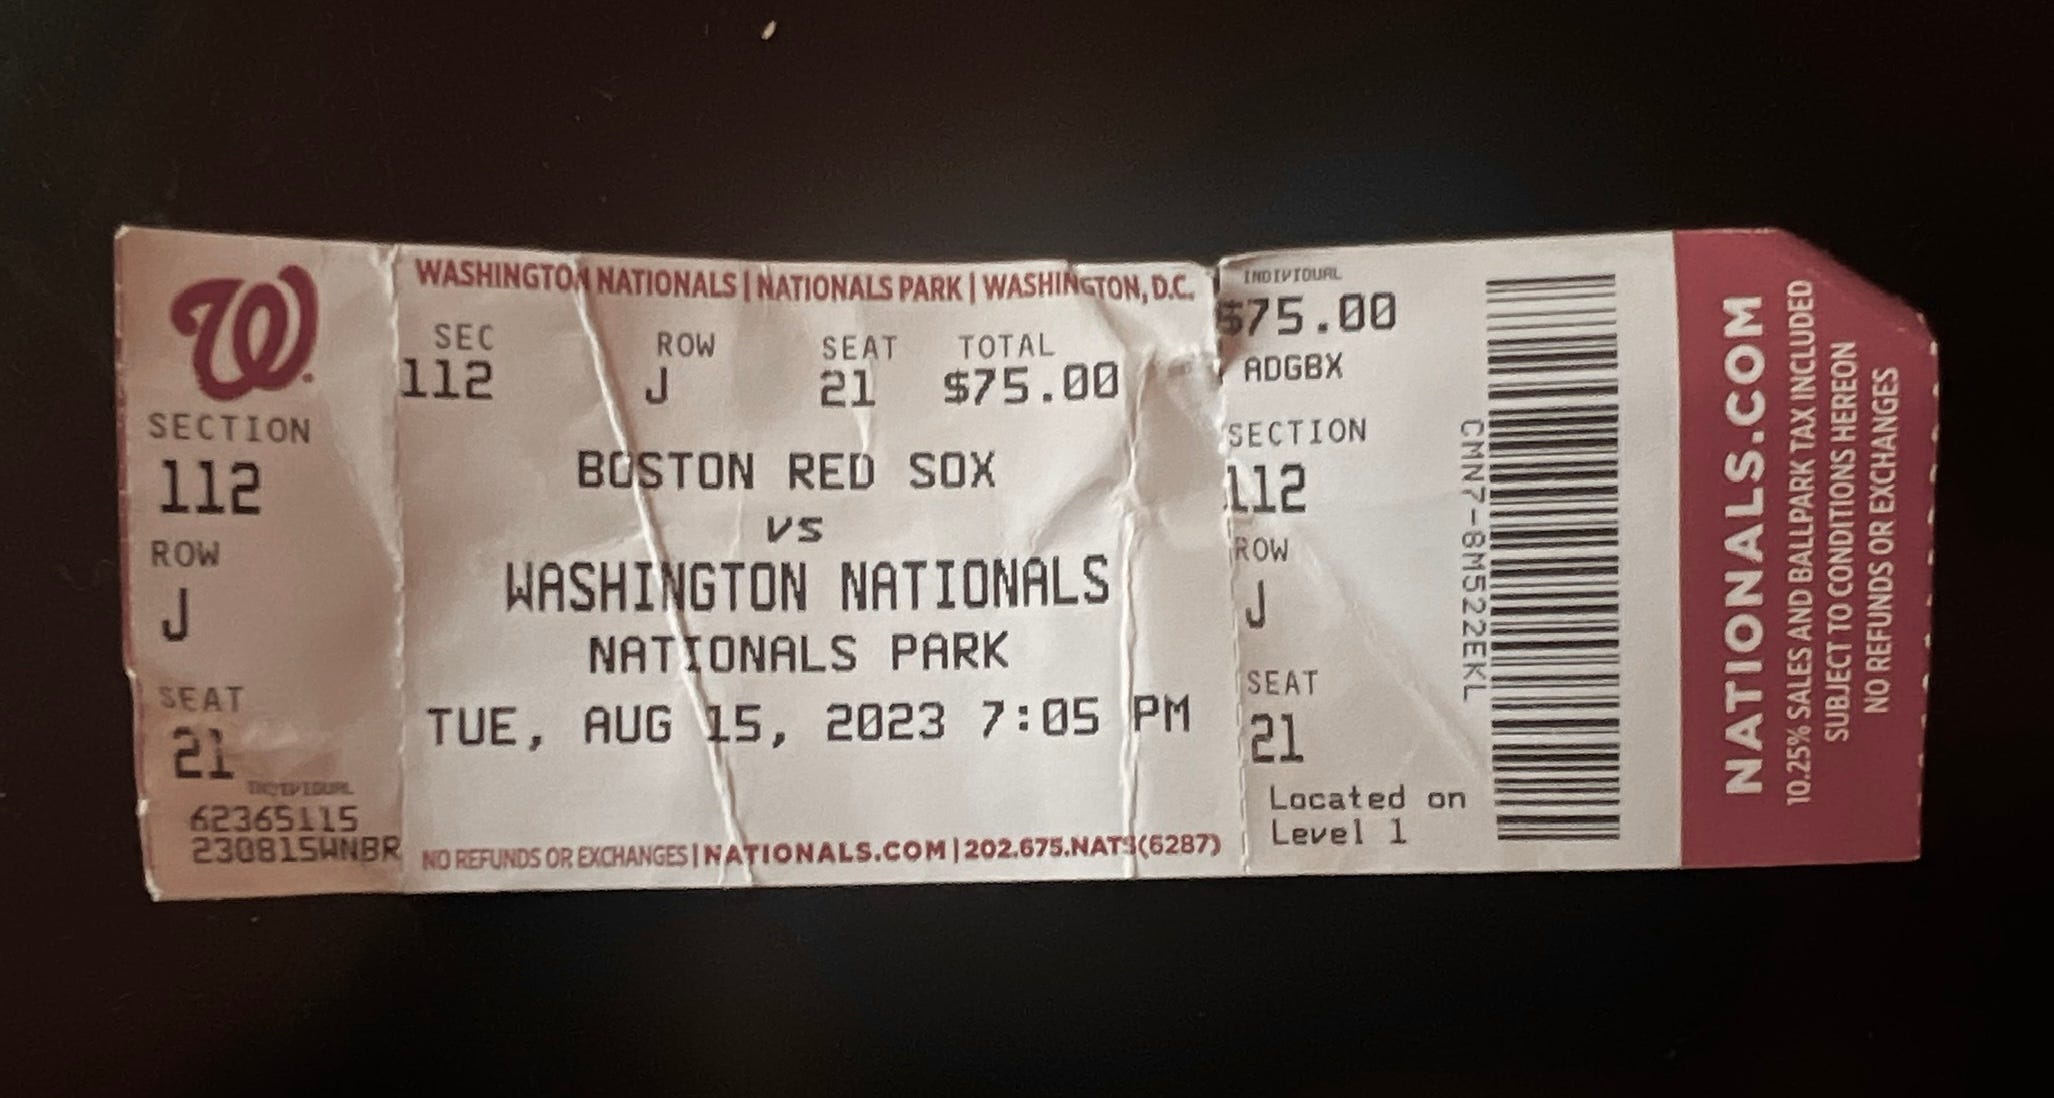 W
SECTION
112
ROW
J
SEAT
21
INDIVIDUAL
62365115
230815WNBR
WASHINGTON NATIONALS | NATIONALS PARK | WASHINGTON, D.C.
SEC ROW SEAT TOTAL
112 J 21 $75.00
BOSTON RED SOX
VS
WASHINGTON NATIONALS
NATIONALS PARK
TUE, AUG 15, 2023 7:05 PM
NO REFUNDS OR EXCHANGES | NATIONALS.COM | 202.675.NATS(6287)
INDIVIDUAL
$75.00
ADGBX
SECTION
112
ROW
J
SEAT
21
Located on
Level 1
CMN7-8M522EKL
NATIONALS.COM
10.25% SALES AND BALLPARK TAX INCLUDED
SUBJECT TO CONDITIONS HEREON
NO REFUNDS OR EXCHANGES